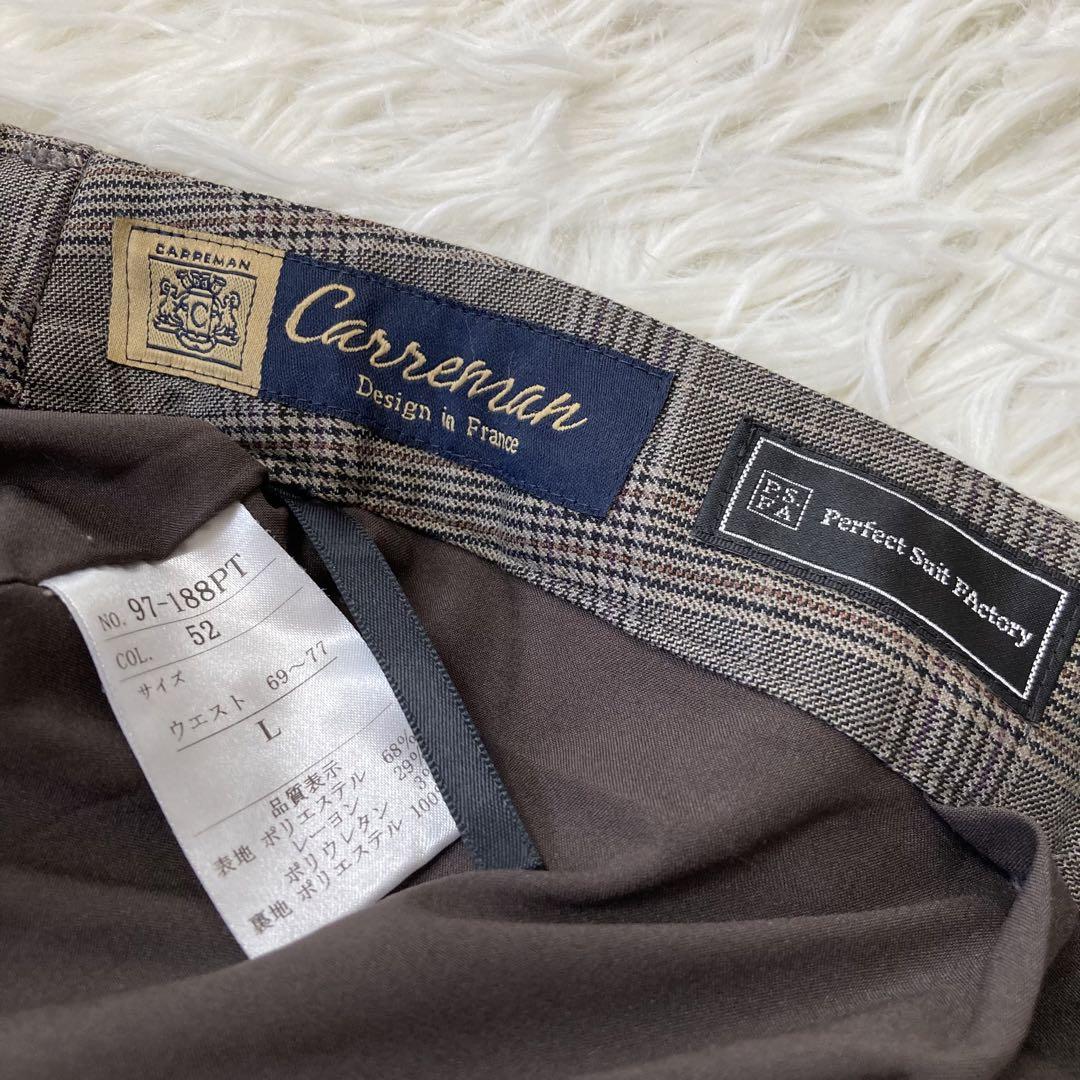 CARREMAN
C
Carreman
Design in France
P.S.
FA
Perfect Suit FActory
NO. 97-188PT
COL. 52
サイズ
ウエスト 69～77
L
品質表示
表地 ポリエステル 68%
レーヨン 29%
ポリウレタン 3%
裏地 ポリエステル 100